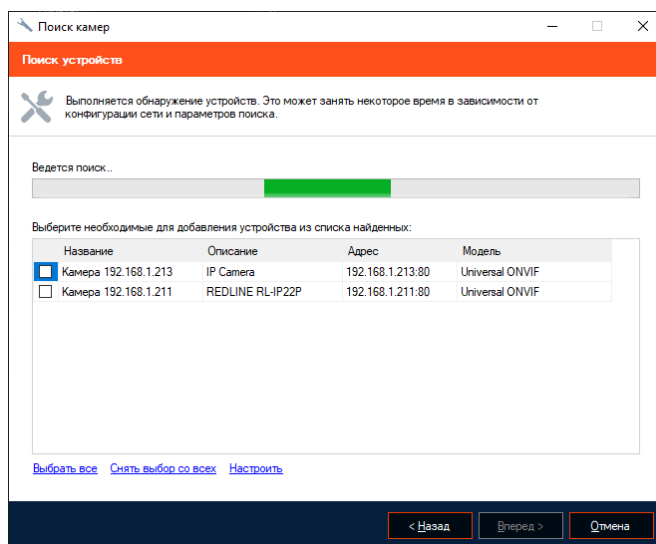 Поиск камер
Поиск устройств
Выполняется обнаружение устройств. Это может занять некоторое время в зависимости от
конфигурации сети и параметров поиска.
Ведется поиск..
Выберите необходимые для добавления устройства из списка найденных:
Название Описание Адрес Модель
Камера 192.168.1.213 IP Camera 192.168.1.213:80 Universal ONVIF
Камера 192.168.1.211 REDLINE RL-IP22P 192.168.1.211:80 Universal ONVIF
Выбрать все Снять выбор со всех Настроить
< Назад Вперед > Отмена